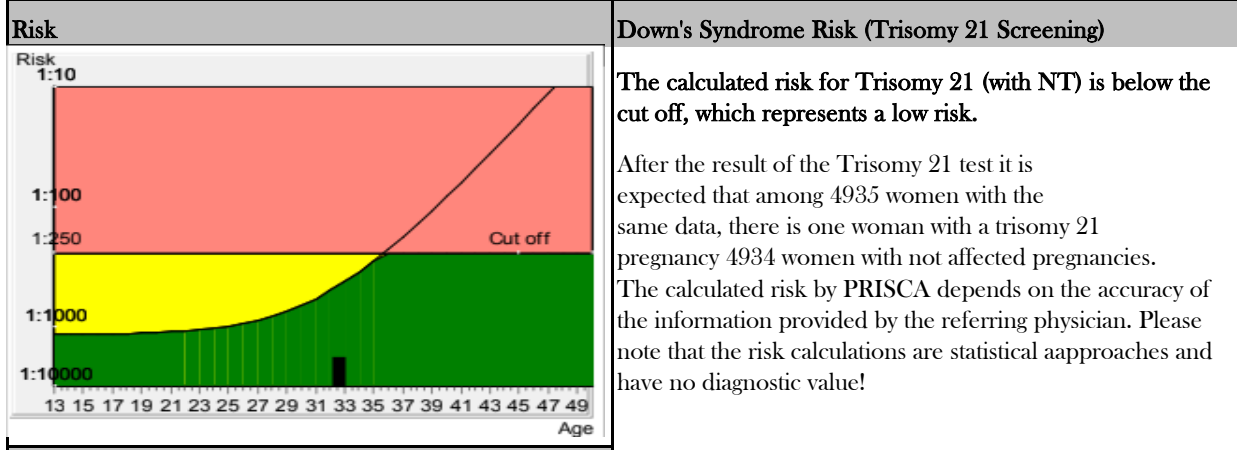 Risk
Down's Syndrome Risk (Trisomy 21 Screening)
Risk
1:10
1:100
1:250
Cut off
1:1000
1:10000
13 15 17 19 21 23 25 27 29 31 33 35 37 39 41 43 45 47 49
Age
The calculated risk for Trisomy 21 (with NT) is below the
cut off, which represents a low risk.
After the result of the Trisomy 21 test it is
expected that among 4935 women with the
same data, there is one woman with a trisomy 21
pregnancy 4934 women with not affected pregnancies.
The calculated risk by PRISCA depends on the accuracy of
the information provided by the referring physician. Please
note that the risk calculations are statistical aapproaches and
have no diagnostic value!